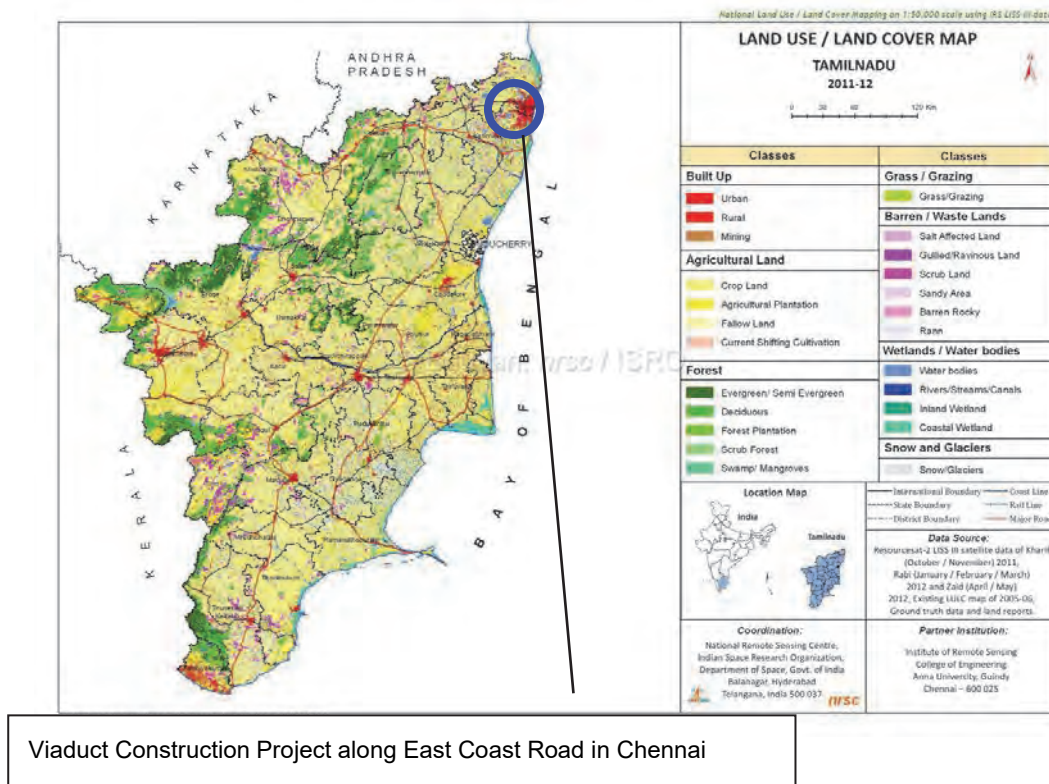 National Land Use / Land Cover Mapping on 1:50,000 scale using IRS LISS-III data
LAND USE / LAND COVER MAP
TAMILNADU
2011-12
120 Km
ANDHRA
PRADESH
KARNATAKA
KERALA
BAY OF BENGAL
UCHERRY
nrsc / ISRO
Classes
Built Up
Urban
Rural
Mining
Agricultural Land
Crop Land
Agricultural Plantation
Fallow Land
Current Shifting Cultivation
Forest
Evergreen/ Semi Evergreen
Deciduous
Forest Plantation
Scrub Forest
Swamp/ Mangroves
Classes
Grass / Grazing
Grass/Grazing
Barren / Waste Lands
Salt Affected Land
Gullied/Ravinous Land
Scrub Land
Sandy Area
Barren Rocky
Rann
Wetlands / Water bodies
Water bodies
Rivers/Streams/Canals
Inland Wetland
Coastal Wetland
Snow and Glaciers
Snow/Glaciers
Location Map
India
Tamilnadu
International Boundary
Coast Line
State Boundary
Rail Line
District Boundary
Major Road
Data Source:
Resourcesat-2 LISS III satellite data of Kharif
(October / November) 2011,
Rabi (January / February / March)
2012 and Zaid (April / May)
2012, Existing LULC map of 2005-06,
Ground truth data and land reports.
Coordination:
National Remote Sensing Centre,
Indian Space Research Organization,
Department of Space, Govt. of India
Balanagar, Hyderabad
Telangana, India 500 037
nrsc
Partner Institution:
Institute of Remote Sensing
College of Engineering
Anna University, Guindy
Chennai – 600 025
Viaduct Construction Project along East Coast Road in Chennai